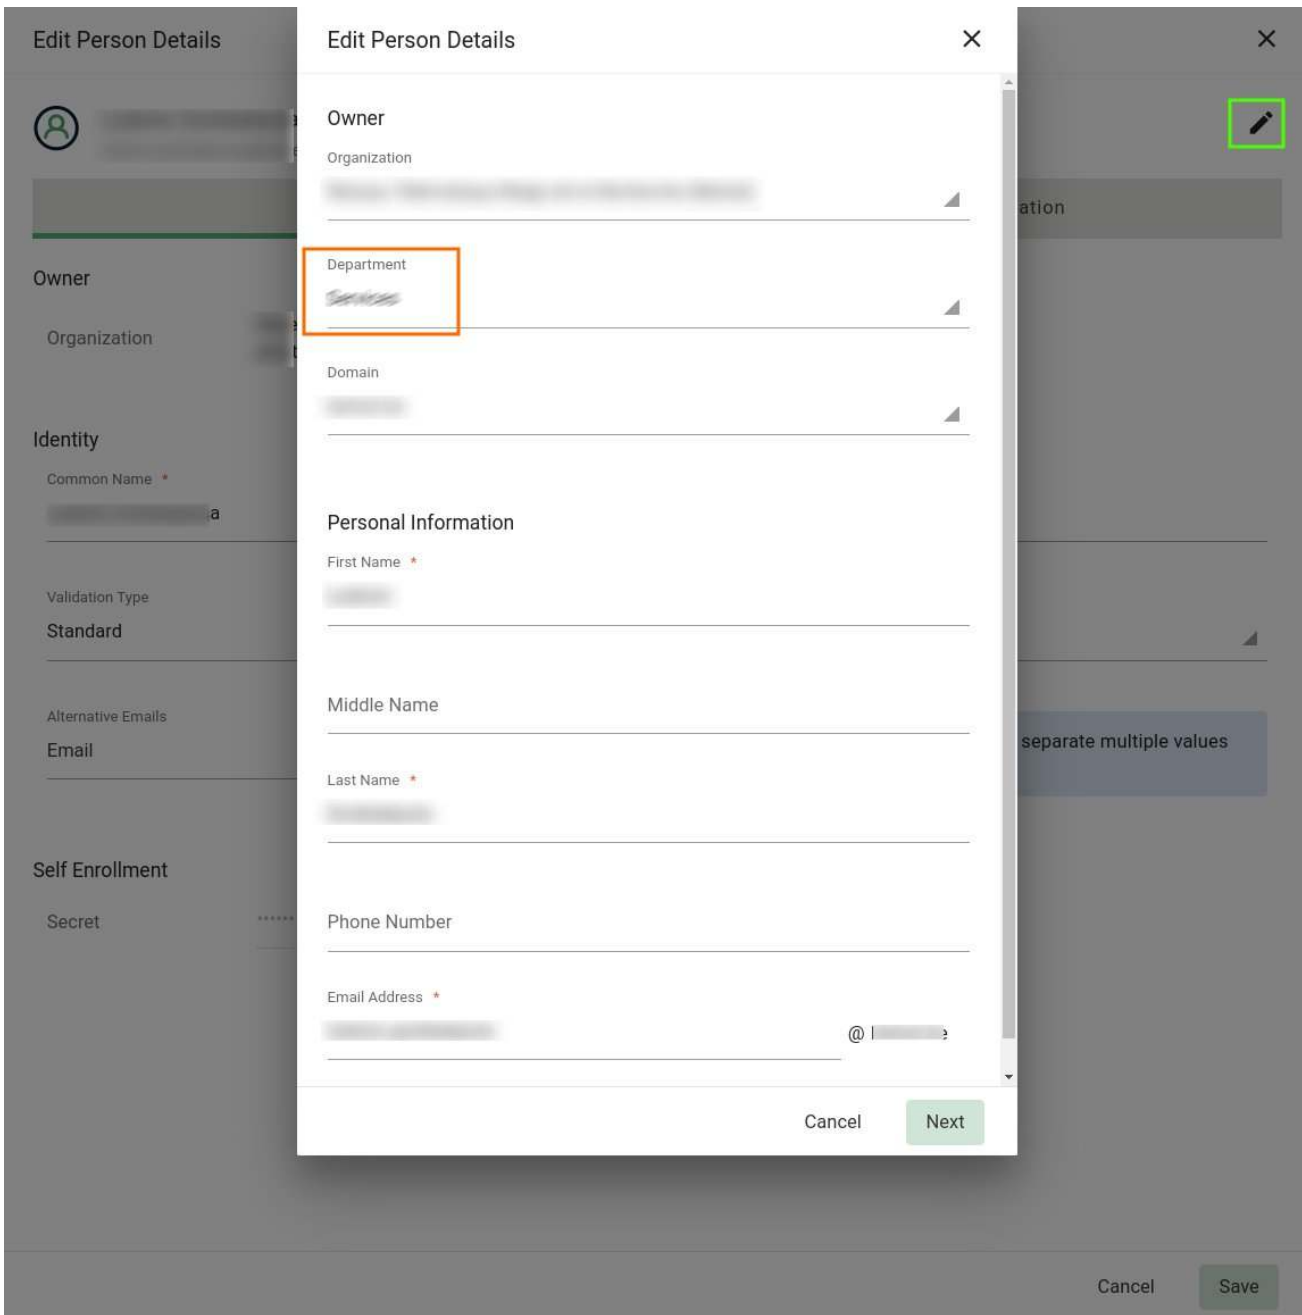 Edit Person Details
Edit Person Details
Owner
Organization
ation
Department
Services
Owner
Organization
Domain
Identity
Common Name *
a
Personal Information
First Name *
Validation Type
Standard
Middle Name
Alternative Emails
Email
separate multiple values
Last Name *
Self Enrollment
Secret ······
Phone Number
Email Address *
@
Cancel Next
Cancel Save